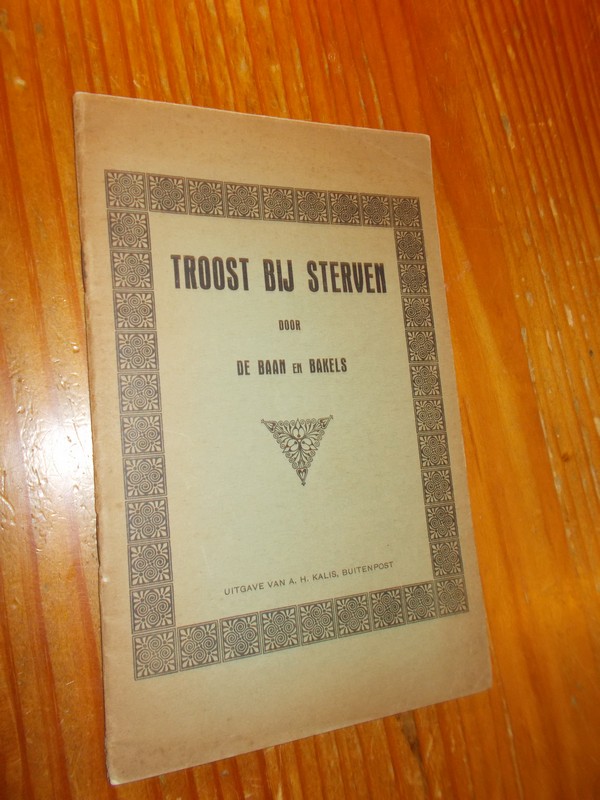 TROOST BIJ STERVEN
DOOR
DE BAAN EN BAKELS
UITGAVE VAN A. H. KALIS, BUITENPOST